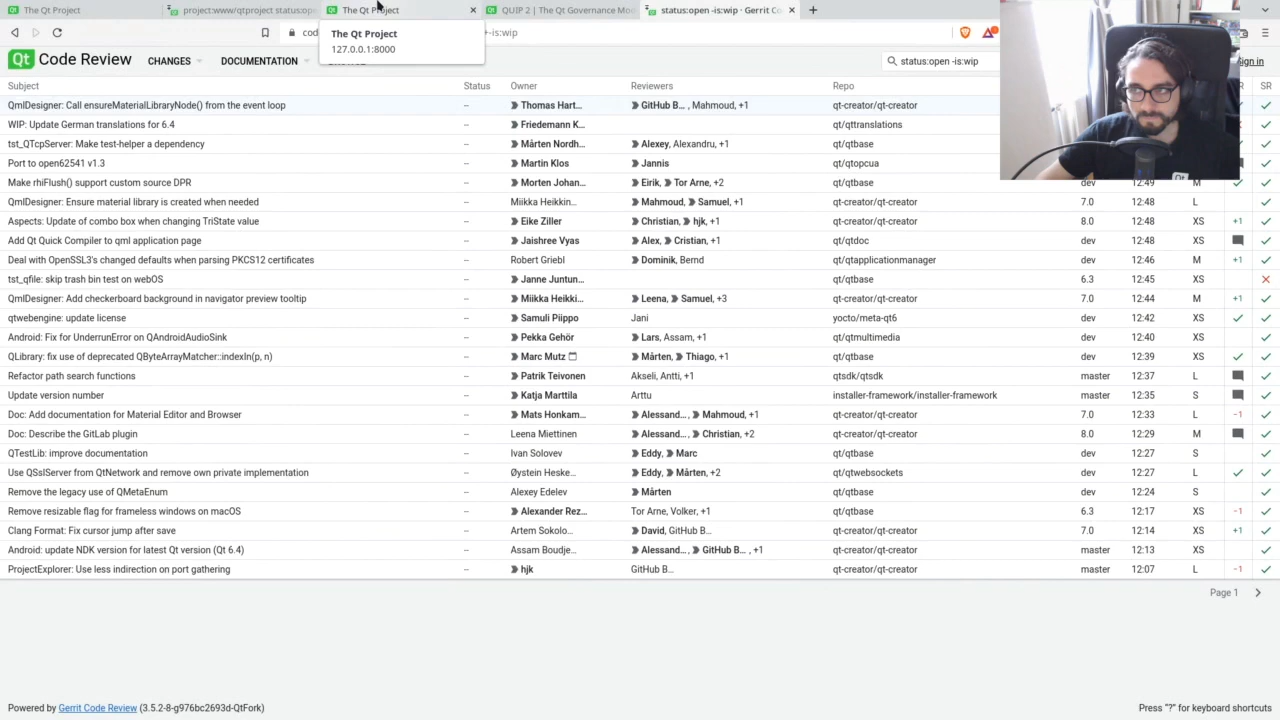 The Qt Project
project:www/qtproject status:ope
The Qt Project
QUIP 2 | The Qt Governance Mo
status:open -is:wip · Gerrit Co
The Qt Project
127.0.0.1:8000
cod
-is:wip
Qt Code Review
CHANGES
DOCUMENTATION
status:open -is:wip
Sign in
Subject Status Owner Reviewers Repo R SR
QmlDesigner: Call ensureMaterialLibraryNode() from the event loop -- Thomas Hart... GitHub B... , Mahmoud, +1 qt-creator/qt-creator
WIP: Update German translations for 6.4 -- Friedemann K... qt/qttranslations
tst_QTcpServer: Make test-helper a dependency -- Mårten Nordh... Alexey, Alexandru, +1 qt/qtbase
Port to open62541 v1.3 -- Martin Klos Jannis qt/qtopcua
Make rhiFlush() support custom source DPR -- Morten Johan... Eirik, Tor Arne, +2 qt/qtbase dev 12:49 M
QmlDesigner: Ensure material library is created when needed -- Miikka Heikkin... Mahmoud, Samuel, +1 qt-creator/qt-creator 7.0 12:48 L
Aspects: Update of combo box when changing TriState value -- Eike Ziller Christian, hjk, +1 qt-creator/qt-creator 8.0 12:48 XS +1
Add Qt Quick Compiler to qml application page -- Jaishree Vyas Alex, Cristian, +1 qt/qtdoc dev 12:48 XS
Deal with OpenSSL3's changed defaults when parsing PKCS12 certificates -- Robert Griebl Dominik, Bernd qt/qtapplicationmanager dev 12:46 M +1
tst_qfile: skip trash bin test on webOS -- Janne Juntun... qt/qtbase 6.3 12:45 XS
QmlDesigner: Add checkerboard background in navigator preview tooltip -- Miikka Heikki... Leena, Samuel, +3 qt-creator/qt-creator 7.0 12:44 M +1
qtwebengine: update license -- Samuli Piippo Jani yocto/meta-qt6 dev 12:42 XS
Android: Fix for UnderrunError on QAndroidAudioSink -- Pekka Gehör Lars, Assam, +1 qt/qtmultimedia dev 12:40 XS
QLibrary: fix use of deprecated QByteArrayMatcher::indexIn(p, n) -- Marc Mutz Mårten, Thiago, +1 qt/qtbase dev 12:39 XS
Refactor path search functions -- Patrik Teivonen Akseli, Antti, +1 qtsdk/qtsdk master 12:37 L
Update version number -- Katja Marttila Arttu installer-framework/installer-framework master 12:35 S
Doc: Add documentation for Material Editor and Browser -- Mats Honkam... Alessand... , Mahmoud, +1 qt-creator/qt-creator 7.0 12:33 L -1
Doc: Describe the GitLab plugin -- Leena Miettinen Alessand... , Christian, +2 qt-creator/qt-creator 8.0 12:29 M
QTestLib: improve documentation -- Ivan Solovev Eddy, Marc qt/qtbase dev 12:27 S
Use QSslServer from QtNetwork and remove own private implementation -- Øystein Heske... Eddy, Mårten, +2 qt/qtwebsockets dev 12:27 L
Remove the legacy use of QMetaEnum -- Alexey Edelev Mårten qt/qtbase dev 12:24 S
Remove resizable flag for frameless windows on macOS -- Alexander Rez... Tor Arne, Volker, +1 qt/qtbase 6.3 12:17 XS -1
Clang Format: Fix cursor jump after save -- Artem Sokolo... David, GitHub B... qt-creator/qt-creator 7.0 12:14 XS +1
Android: update NDK version for latest Qt version (Qt 6.4) -- Assam Boudje... Alessand... , GitHub B... , +1 qt-creator/qt-creator master 12:13 XS
ProjectExplorer: Use less indirection on port gathering -- hjk GitHub B... qt-creator/qt-creator master 12:07 L -1
Page 1
Powered by Gerrit Code Review (3.5.2-8-g976bc2693d-QtFork)
Press "?" for keyboard shortcuts